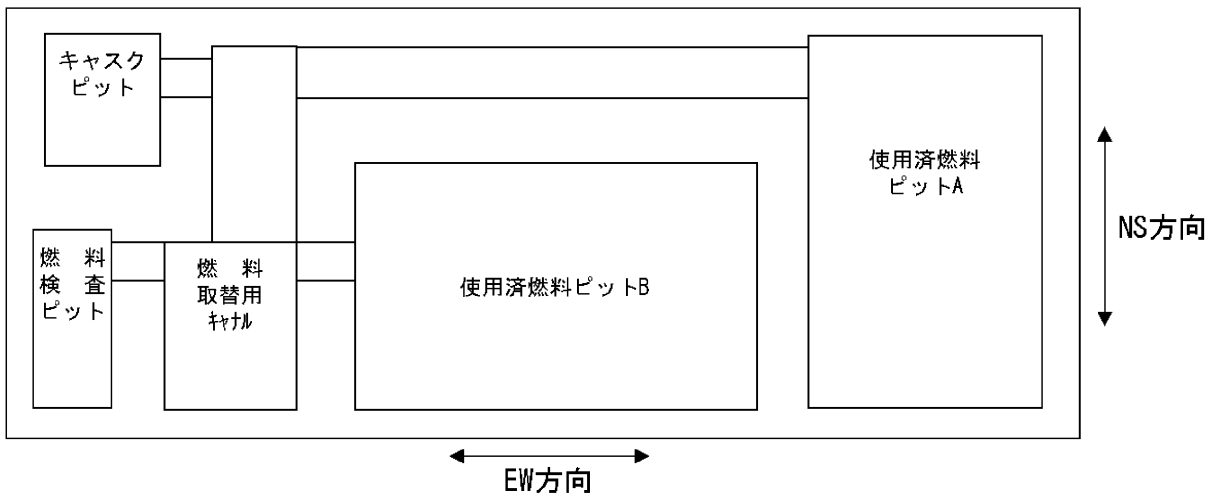 キャスク
ピット
使用済燃料
ピットA
NS方向
燃　料
検　査
ピット
燃　料
取替用
ｷｬﾅﾙ
使用済燃料ピットB
EW方向